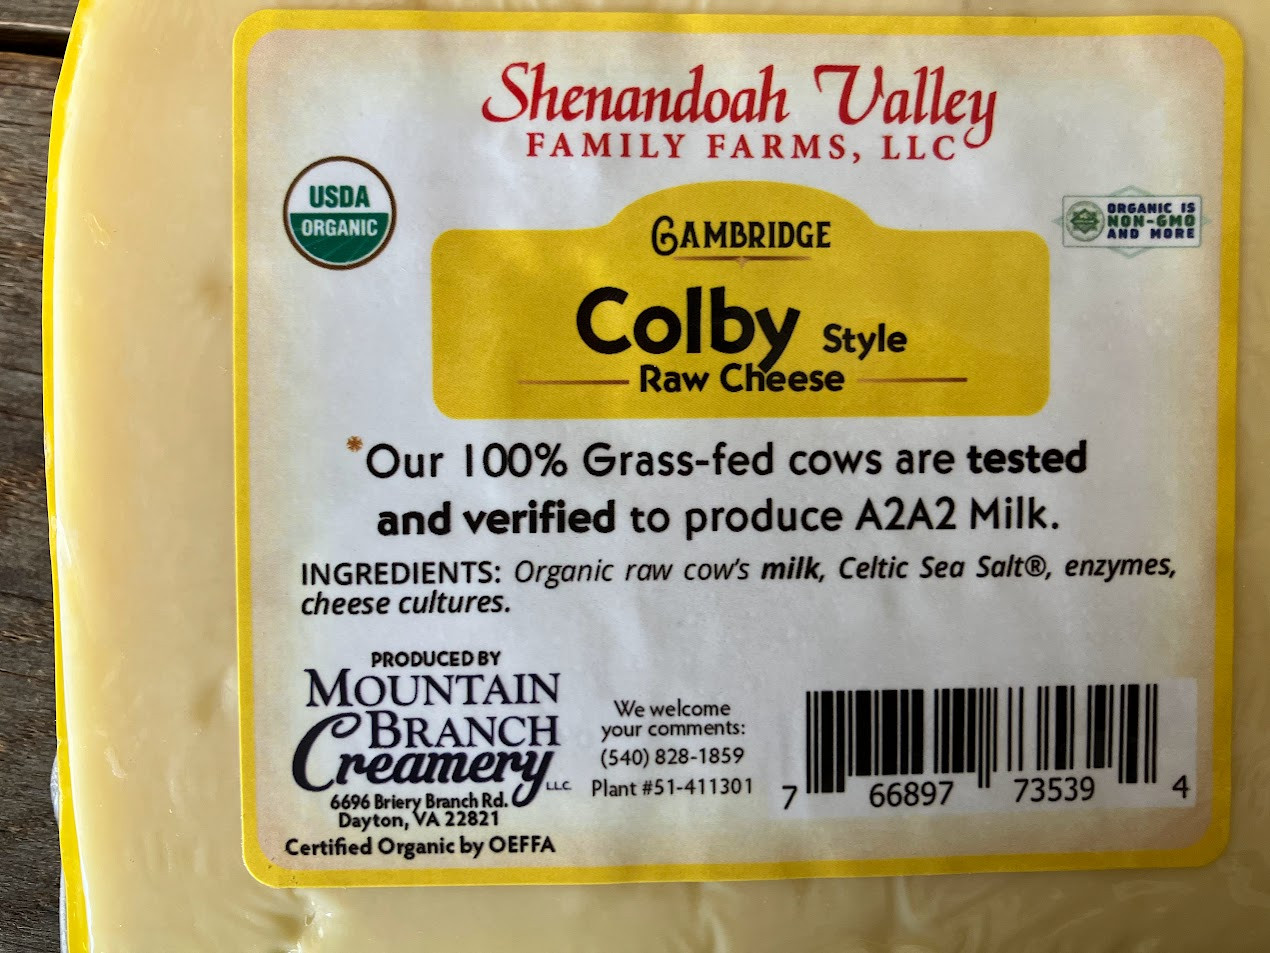 Shenandoah Valley
FAMILY FARMS, LLC
USDA
ORGANIC
ORGANIC IS
NON-GMO
AND MORE
GAMBRIDGE
Colby Style
Raw Cheese
*Our 100% Grass-fed cows are tested
and verified to produce A2A2 Milk.
INGREDIENTS: Organic raw cow's milk, Celtic Sea Salt®, enzymes,
cheese cultures.
PRODUCED BY
MOUNTAIN
BRANCH
Creamery LLC
6696 Briery Branch Rd.
Dayton, VA 22821
Certified Organic by OEFFA
We welcome
your comments:
(540) 828-1859
Plant #51-411301
7 66897 73539 4